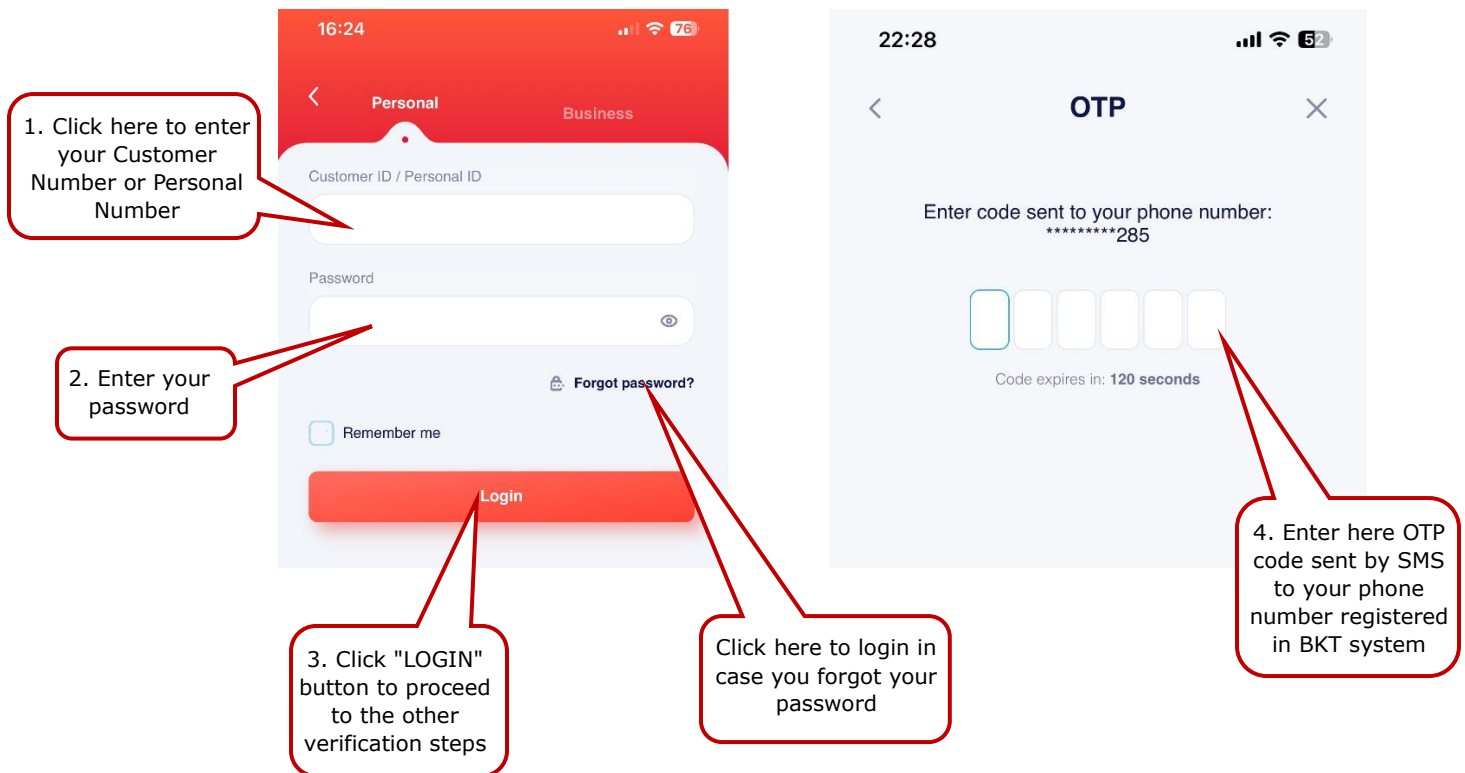 16:24
76
Personal
Business
1. Click here to enter
your Customer
Number or Personal
Number
Customer ID / Personal ID
Password
2. Enter your
password
Forgot password?
Remember me
Login
3. Click "LOGIN"
button to proceed
to the other
verification steps
Click here to login in
case you forgot your
password
22:28
52
OTP
Enter code sent to your phone number:
*********285
Code expires in: 120 seconds
4. Enter here OTP
code sent by SMS
to your phone
number registered
in BKT system